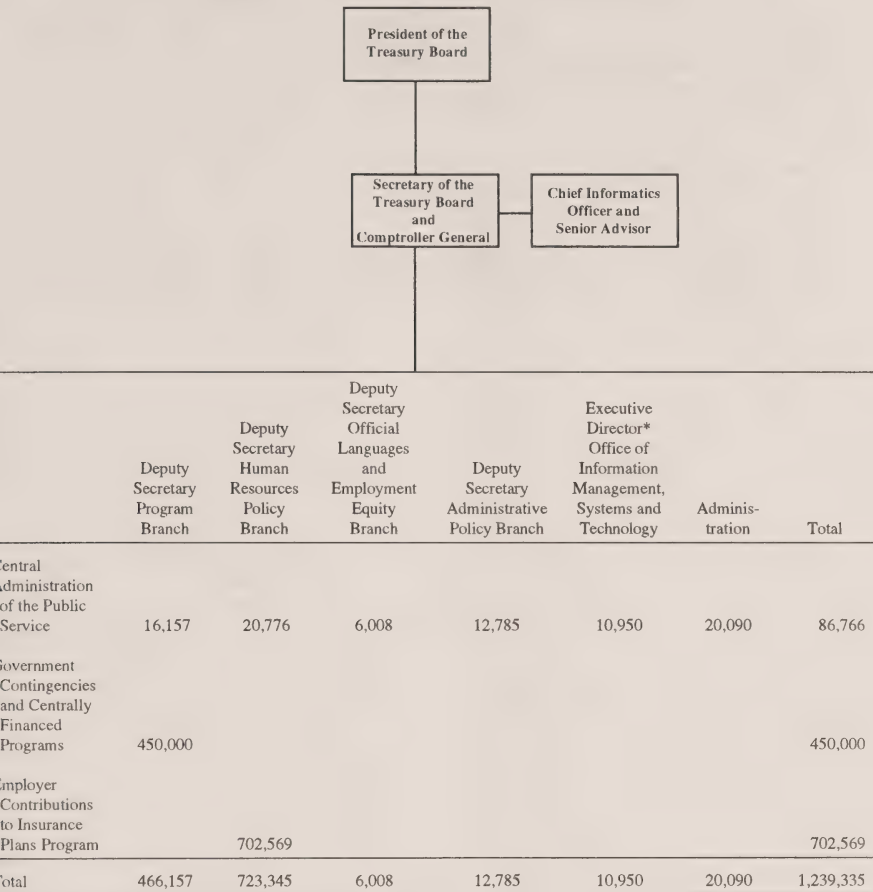 President of the
Treasury Board
Secretary of the
Treasury Board
and
Comptroller General
Chief Informatics
Officer and
Senior Advisor
Deputy
Secretary
Program
Branch
Deputy
Secretary
Human
Resources
Policy
Branch
Deputy
Secretary
Official
Languages
and
Employment
Equity
Branch
Deputy
Secretary
Administrative
Policy Branch
Executive
Director*
Office of
Information
Management,
Systems and
Technology
Adminis-
tration
Total
Central
Administration
of the Public
Service 16,157 20,776 6,008 12,785 10,950 20,090 86,766
Government
Contingencies
and Centrally
Financed
Programs 450,000 450,000
Employer
Contributions
to Insurance
Plans Program 702,569 702,569
Total 466,157 723,345 6,008 12,785 10,950 20,090 1,239,335